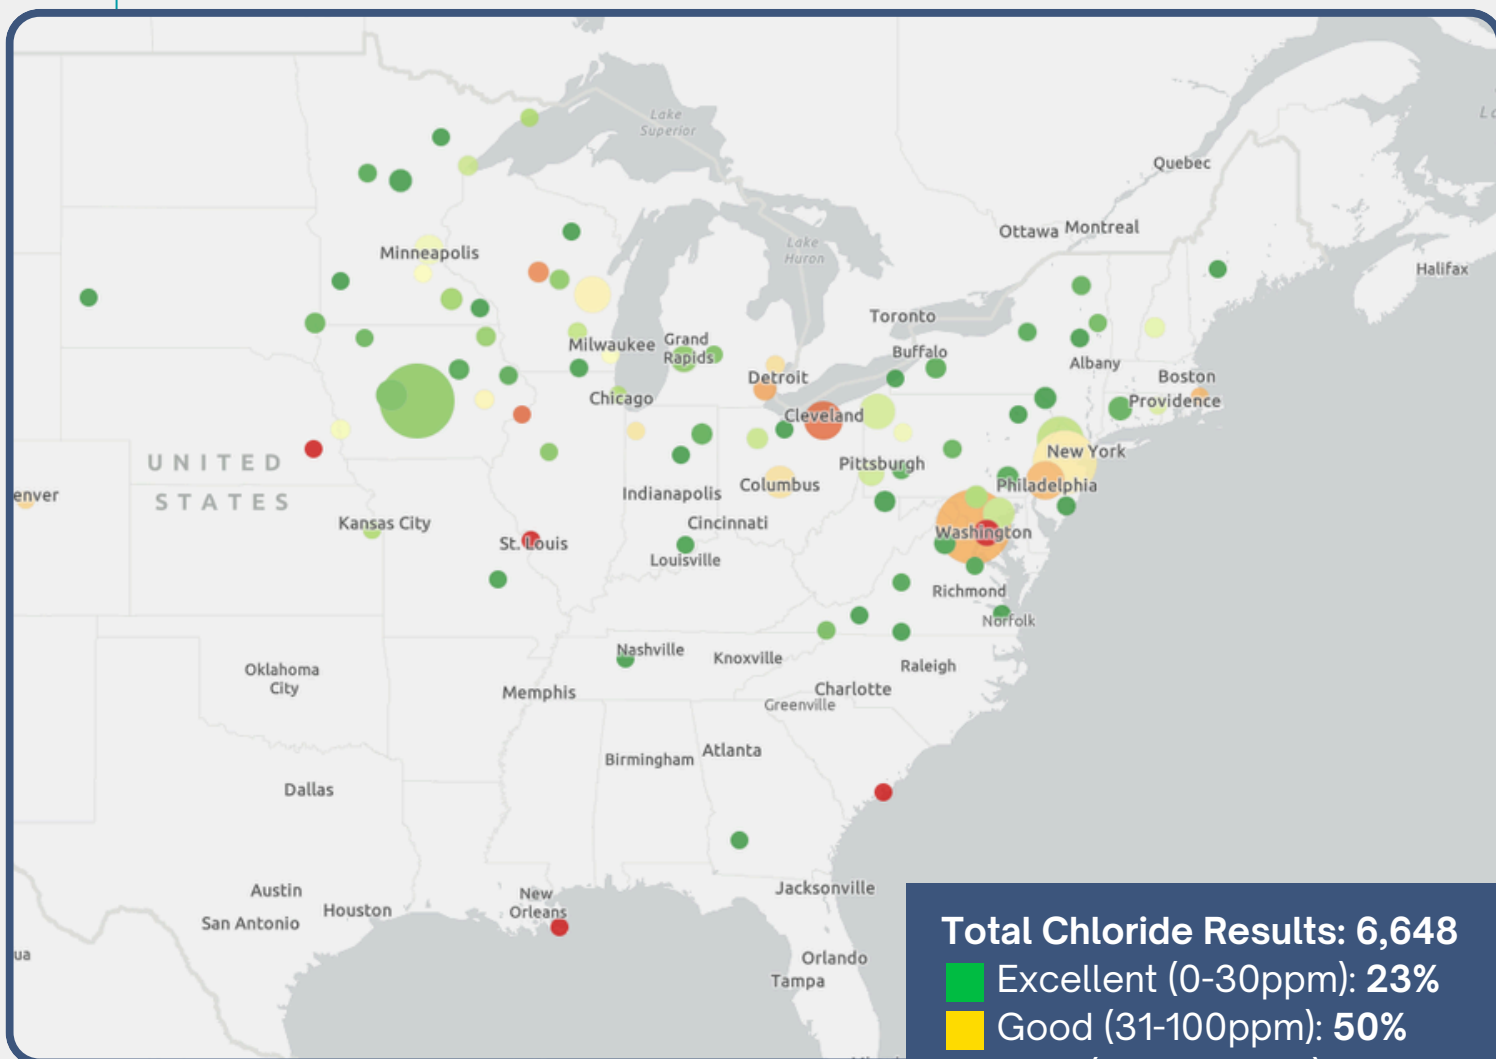 Lake
Superior
Quebec
Ottawa
Montreal
Lake
Huron
Minneapolis
Halifax
Toronto
Milwaukee
Grand
Rapids
Buffalo
Albany
Detroit
Boston
Chicago
Providence
Cleveland
New York
UNITED
STATES
Pittsburgh
Columbus
Philadelphia
Indianapolis
enver
Kansas City
Cincinnati
St. Louis
Washington
Louisville
Richmond
Norfolk
Nashville
Knoxville
Raleigh
Oklahoma
City
Memphis
Charlotte
Greenville
Birmingham
Atlanta
Dallas
Austin
New
Orleans
Jacksonville
Houston
San Antonio
ua
Orlando
Tampa
Total Chloride Results: 6,648
Excellent (0-30ppm): 23%
Good (31-100ppm): 50%